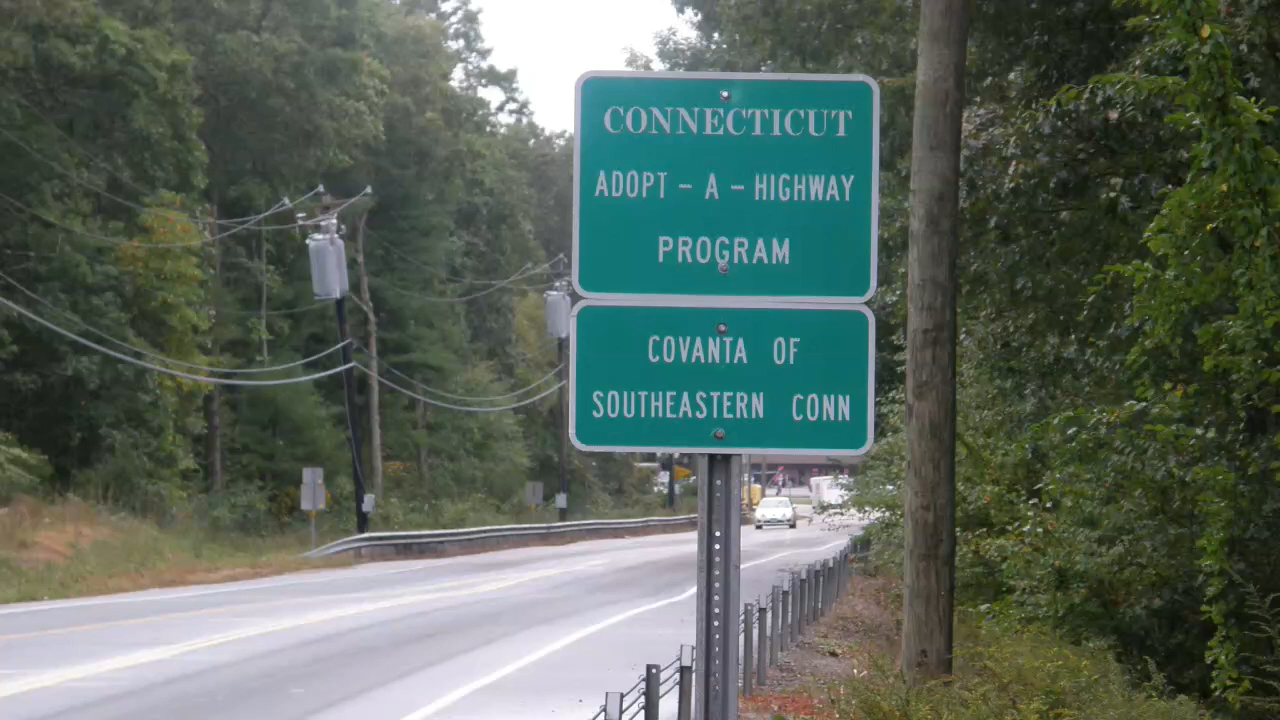 CONNECTICUT
ADOPT - A - HIGHWAY
PROGRAM
COVANTA OF
SOUTHEASTERN CONN